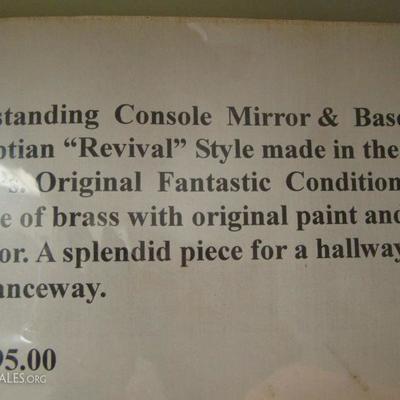 standing Console Mirror & Base
ptian "Revival" Style made in the
's. Original Fantastic Condition
e of brass with original paint and
or. A splendid piece for a hallway
anceway.
95.00
ALES.ORG